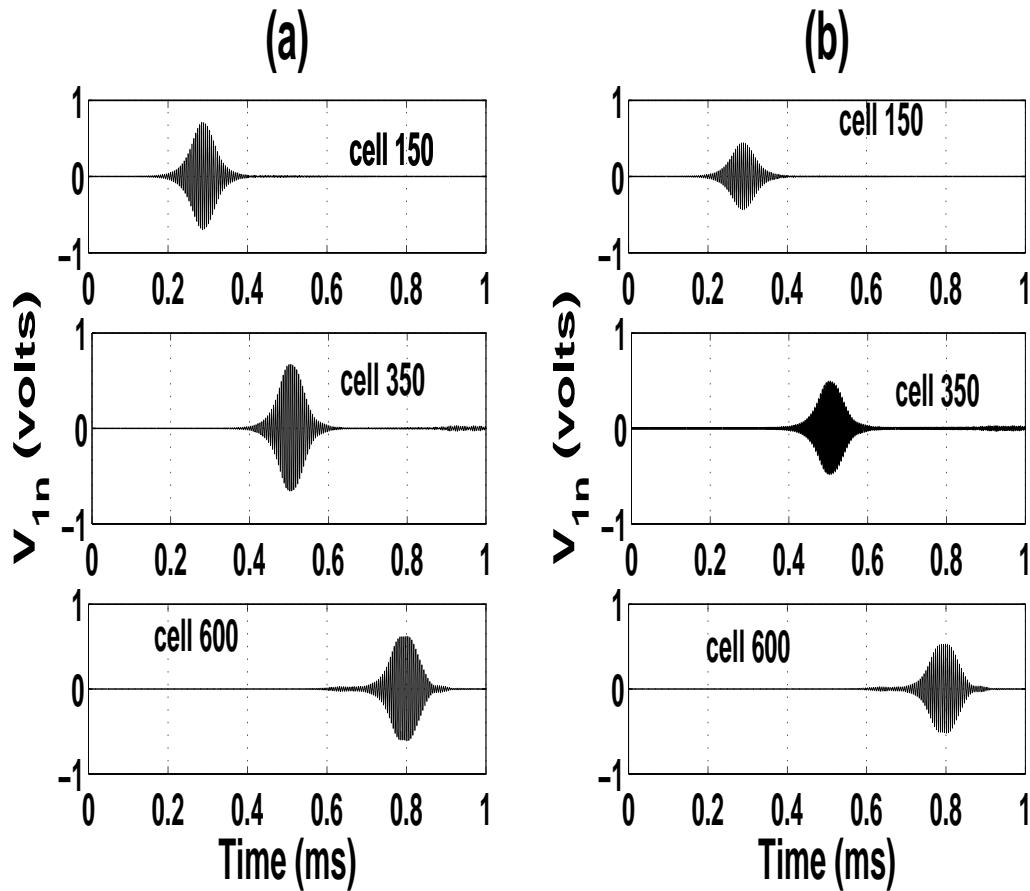 (a) (b)
1 cell 150 1 cell 150
0 0
−1 −1
0 0.2 0.4 0.6 0.8 1 0 0.2 0.4 0.6 0.8 1
V1n (volts) V1n (volts)
1 cell 350 1 cell 350
0 0
−1 −1
0 0.2 0.4 0.6 0.8 1 0 0.2 0.4 0.6 0.8 1
1 cell 600 1 cell 600
0 0
−1 −1
0 0.2 0.4 0.6 0.8 1 0 0.2 0.4 0.6 0.8 1
Time (ms) Time (ms)